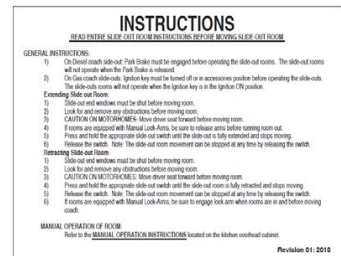 INSTRUCTIONS
READ ENTIRE SLIDE-OUT ROOM INSTRUCTIONS BEFORE MOVING SLIDE-OUT ROOM
GENERAL INSTRUCTIONS:
1) On Diesel coach side-out: Park Brake must be engaged before operating the slide-out rooms. The slide-out rooms
will not operate when the Park Brake is released.
2) On Gas coach slide-outs: Ignition key must be turned off or in accessories position before operating the slide-outs.
The slide-outs rooms will not operate when the Ignition key is in the Ignition ON position.
Extending Slide out Room:
1) Slide-out end windows must be shut before moving room.
2) Look for and remove any obstructions before moving room.
3) CAUTION ON MOTORHOMES: Move driver seat forward before moving room.
4) If rooms are equipped with Manual Lock-Arms, be sure to release arms before running room out.
5) Press and hold the appropriate slide-out switch until the slide-out is fully extended and stops moving.
6) Release the switch. Note: The slide-out room movement can be stopped at any time by releasing the switch.
Retracting Slide-out Room:
1) Slide-out end windows must be shut before moving room.
2) Look for and remove any obstructions before moving room.
3) CAUTION ON MOTORHOMES: Move driver seat forward before moving room.
4) Press and hold the appropriate slide-out switch until the slide-out room is fully retracted and stops moving.
5) Release the switch. Note: The slide-out room movement can be stopped at any time by releasing the switch.
6) If rooms are equipped with Manual Lock-Arms, be sure to engage lock arm when rooms are in and before moving
coach.
MANUAL OPERATION OF ROOM:
Refer to the MANUAL OPERATION INSTRUCTIONS located on the kitchen overhead cabinet.
Revision 01: 2018